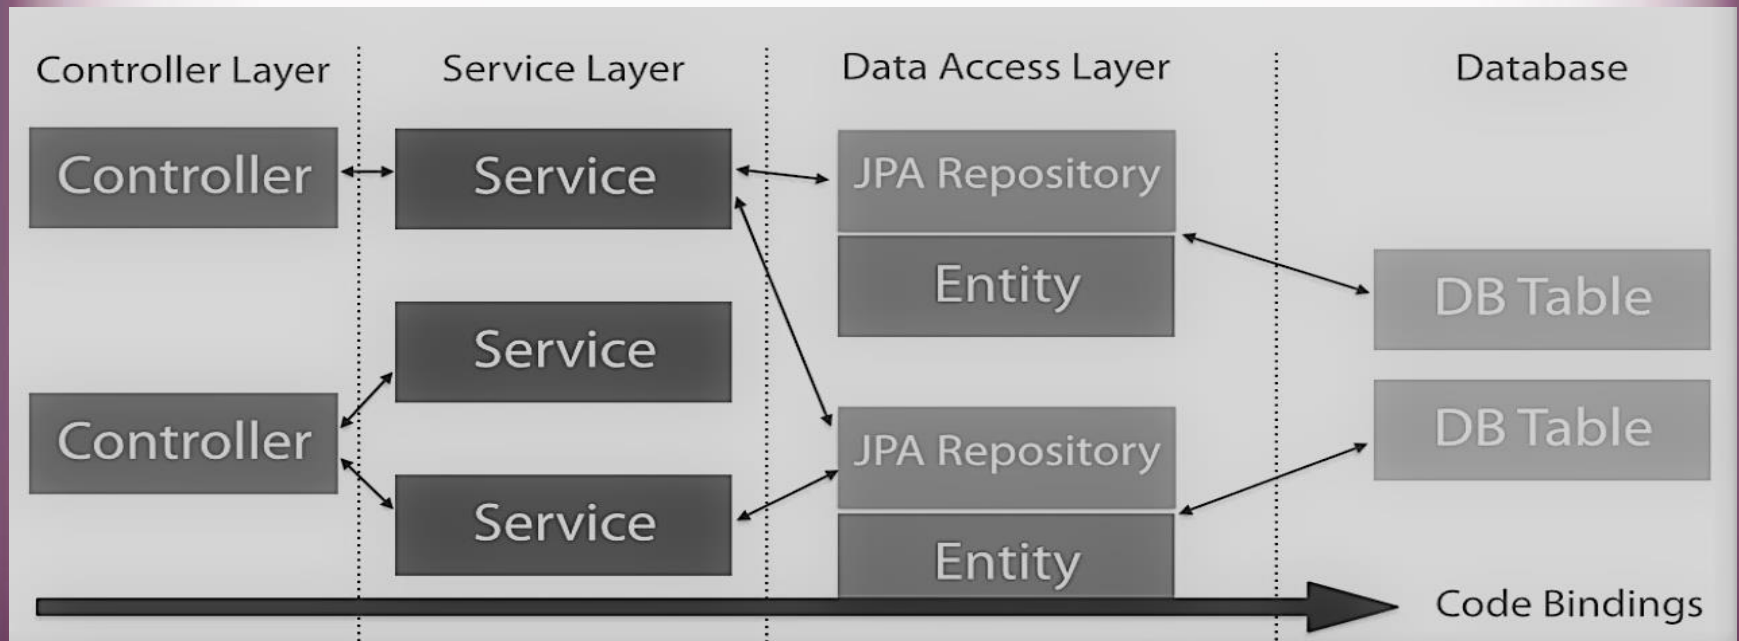 Controller Layer
Service Layer
Data Access Layer
Database
Controller
Service
JPA Repository
Entity
DB Table
Service
Controller
DB Table
JPA Repository
Service
Entity
Code Bindings